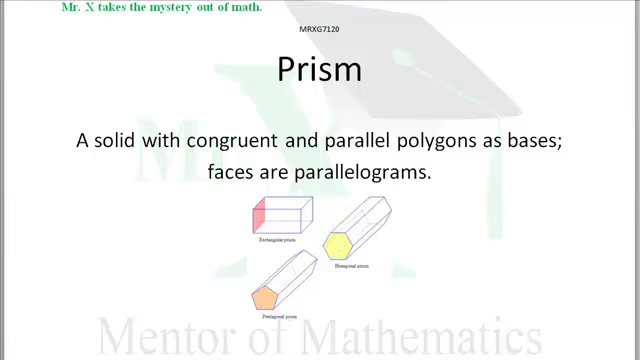 Mr. X takes the mystery out of math.
MRXG7120
Prism
A solid with congruent and parallel polygons as bases;
faces are parallelograms.
Rectangular prism
Hexagonal prism
Pentagonal prism
Mr. X
Mentor of Mathematics